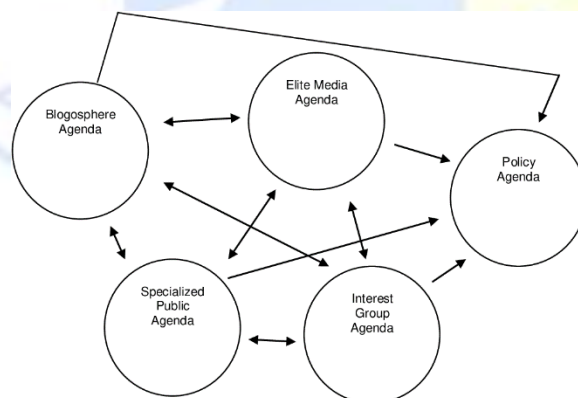 Blogosphere
Agenda
Elite Media
Agenda
Policy
Agenda
Specialized
Public
Agenda
Interest
Group
Agenda